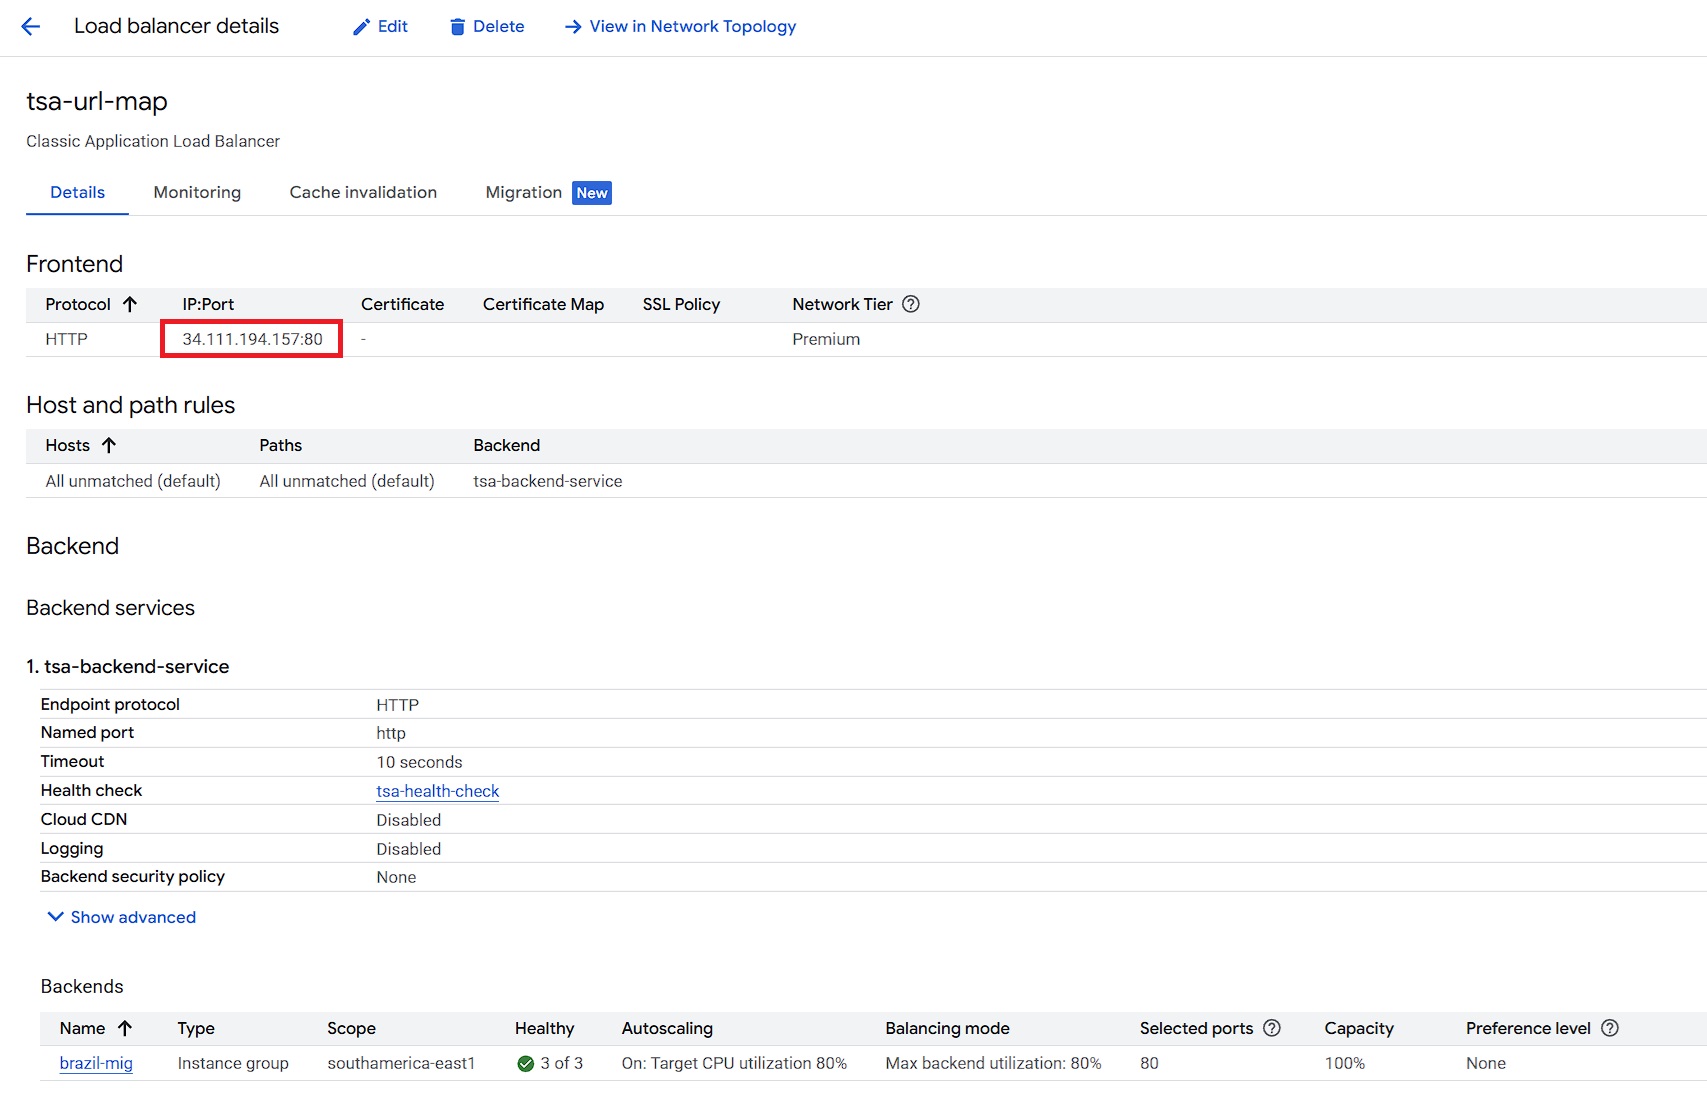 Load balancer details Edit Delete View in Network Topology
tsa-url-map
Classic Application Load Balancer
Details Monitoring Cache invalidation Migration New
Frontend
Protocol IP:Port Certificate Certificate Map SSL Policy Network Tier
HTTP 34.111.194.157:80 - Premium
Host and path rules
Hosts Paths Backend
All unmatched (default) All unmatched (default) tsa-backend-service
Backend
Backend services
1. tsa-backend-service
Endpoint protocol HTTP
Named port http
Timeout 10 seconds
Health check tsa-health-check
Cloud CDN Disabled
Logging Disabled
Backend security policy None
Show advanced
Backends
Name Type Scope Healthy Autoscaling Balancing mode Selected ports Capacity Preference level
brazil-mig Instance group southamerica-east1 3 of 3 On: Target CPU utilization 80% Max backend utilization: 80% 80 100% None